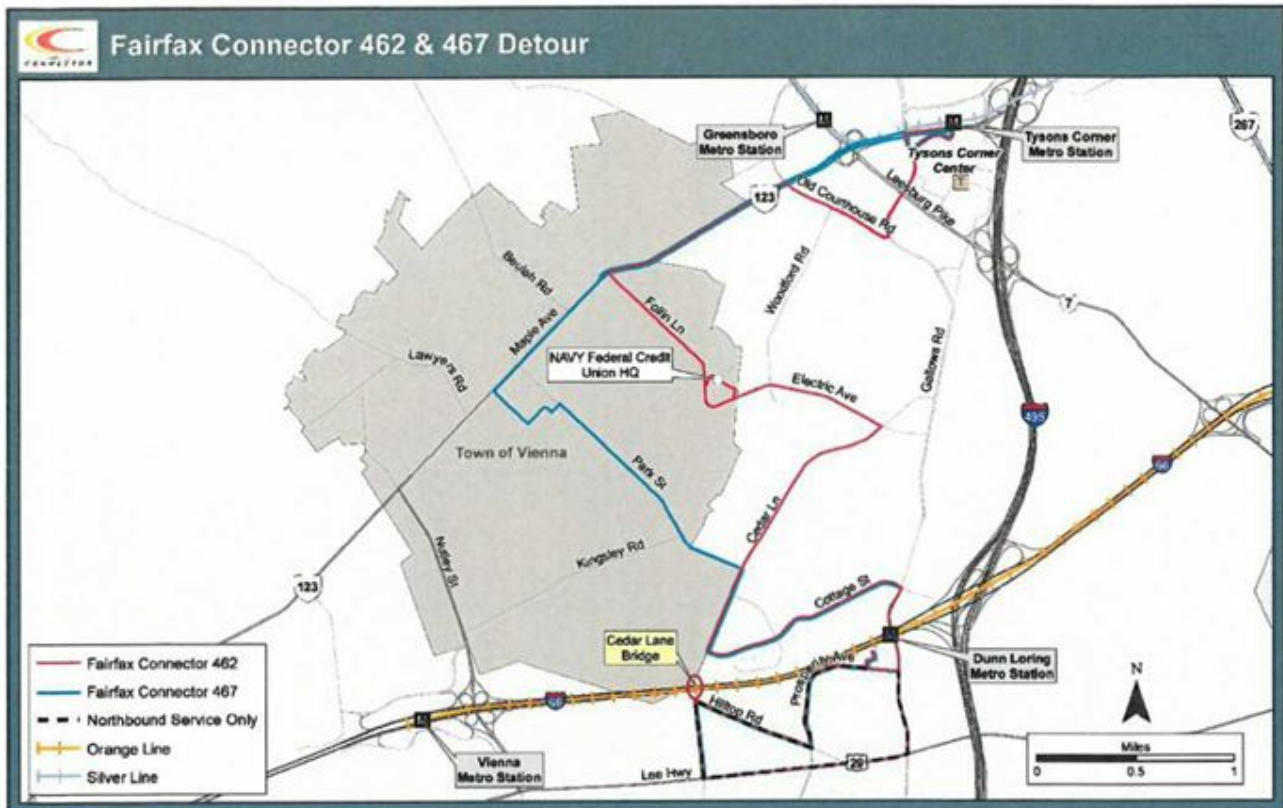 CONNECTOR
Fairfax Connector 462 & 467 Detour
Greensboro
Metro Station
M
M
Tysons Corner
Metro Station
267
Tysons Corner
Center
T
123
Old Courthouse Rd
Leesburg Pike
Beulah Rd
Maple Ave
Follin Ln
Woodford Rd
7
Lawyers Rd
NAVY Federal Credit
Union HQ
Electric Ave
Gallows Rd
495
Town of Vienna
Park St
66
Cedar Ln
Nutley St
Kingsley Rd
123
Cottage St
Cedar Lane
Bridge
M
Prosperity Ave
Dunn Loring
Metro Station
N
Fairfax Connector 462
Fairfax Connector 467
Northbound Service Only
Orange Line
Silver Line
66
M
Hilltop Rd
Vienna
Metro Station
Lee Hwy
29
Miles
0 0.5 1